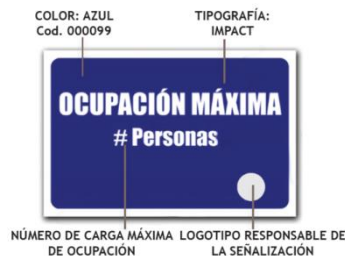 COLOR: AZUL
Cod. 000099
TIPOGRAFÍA:
IMPACT
OCUPACIÓN MÁXIMA
# Personas
NÚMERO DE CARGA MÁXIMA
DE OCUPACIÓN
LOGOTIPO RESPONSABLE DE
LA SEÑALIZACIÓN